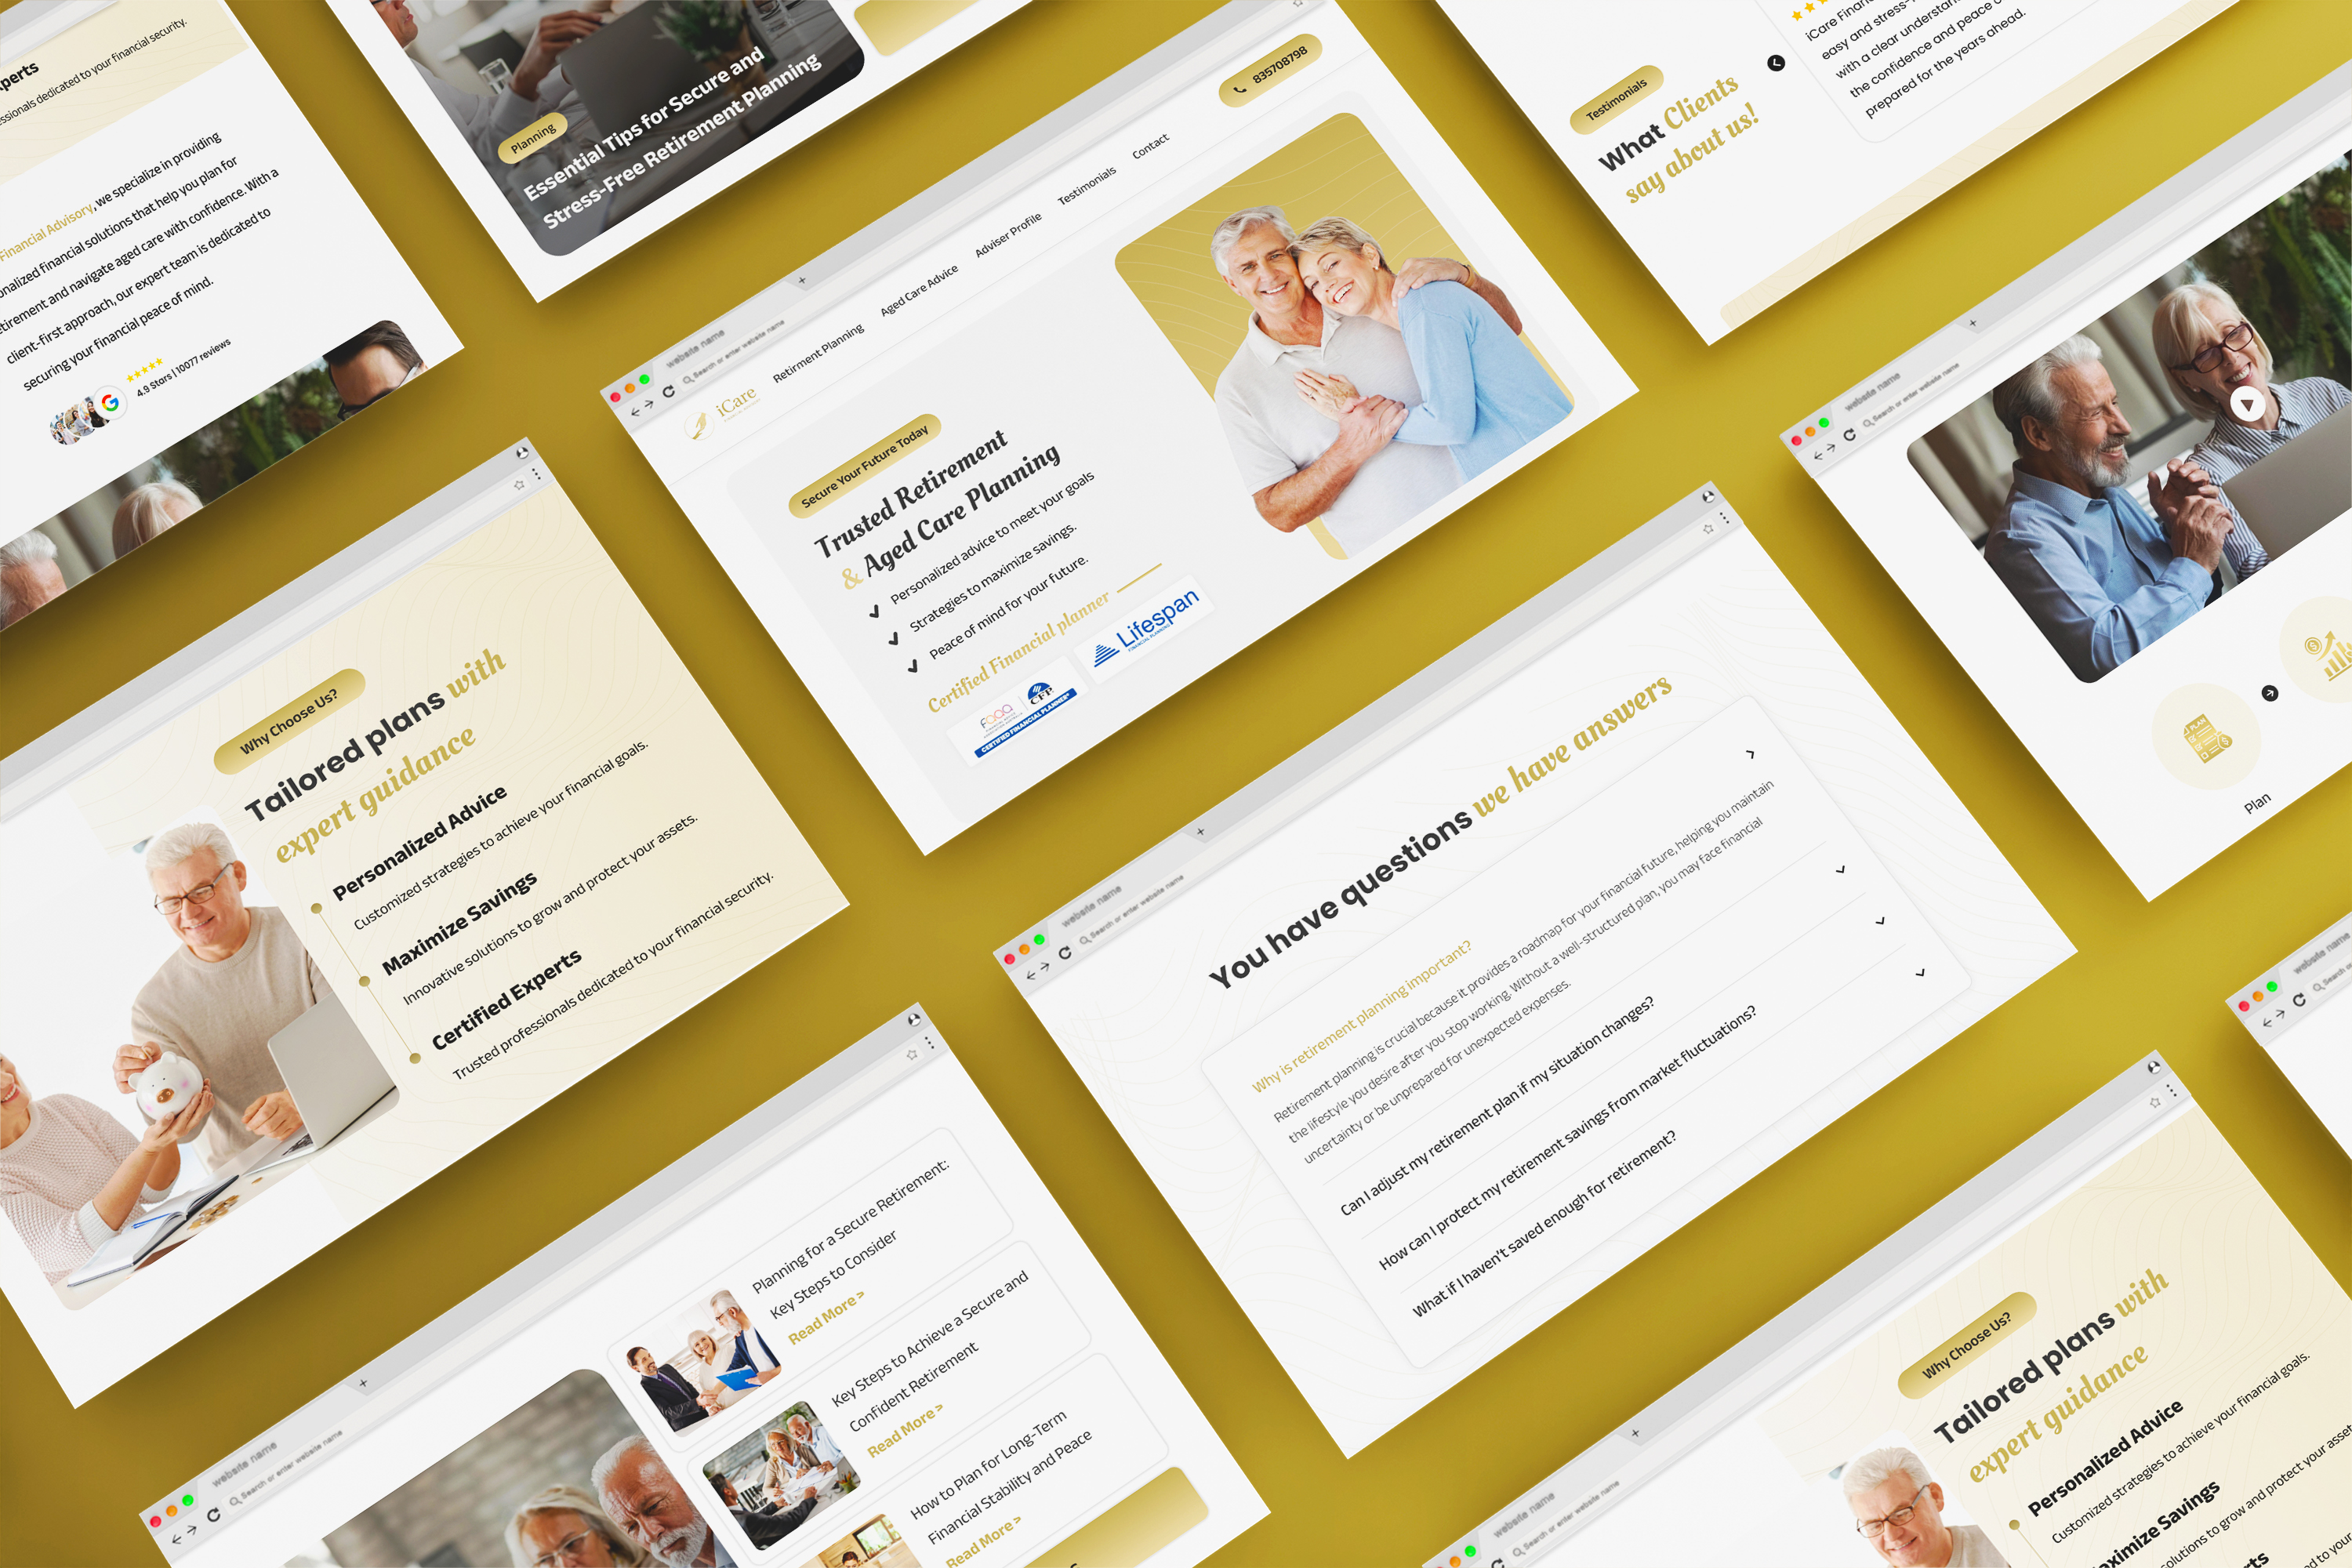 perts
ssionals dedicated to your financial security.
Financial Advisory, we specialize in providing
onalized financial solutions that help you plan for
tirement and navigate aged care with confidence. With a
client-first approach, our expert team is dedicated to
securing your financial peace of mind.
4.9 Stars | 10077 reviews
Planning
Essential Tips for Secure and
Stress-Free Retirement Planning
website name
Search or enter website name
iCare
Retirment Planning
Aged Care Advice
Adviser Profile
Testimonials
Contact
835708798
Secure Your Future Today
Trusted Retirement
& Aged Care Planning
Personalized advice to meet your goals
Strategies to maximize savings.
Peace of mind for your future.
Certified Financial planner
faaa
CFP
CERTIFIED FINANCIAL PLANNER
Lifespan
FINANCIAL PLANNING
Testimonials
What Clients
say about us!
iCare Finan
easy and stress-
with a clear understan
the confidence and peace o
prepared for the years ahead.
website name
Search or enter website name
PLAN
Plan
Why Choose Us?
Tailored plans with
expert guidance
Personalized Advice
Customized strategies to achieve your financial goals.
Maximize Savings
Innovative solutions to grow and protect your assets.
Certified Experts
Trusted professionals dedicated to your financial security.
website name
Search or enter website name
You have questions we have answers
Why is retirement planning important?
Retirement planning is crucial because it provides a roadmap for your financial future, helping you maintain
the lifestyle you desire after you stop working. Without a well-structured plan, you may face financial
uncertainty or be unprepared for unexpected expenses.
Can I adjust my retirement plan if my situation changes?
How can I protect my retirement savings from market fluctuations?
What if I haven't saved enough for retirement?
website name
Search or enter website name
Planning for a Secure Retirement:
Key Steps to Consider
Read More >
Key Steps to Achieve a Secure and
Confident Retirement
Read More >
How to Plan for Long-Term
Financial Stability and Peace
Read More >
website name
Search or
website name
Search or enter website name
Why Choose Us?
Tailored plans with
expert guidance
Personalized Advice
Customized strategies to achieve your financial goals.
aximize Savings
solutions to grow and protect your asset
erts
ed to your